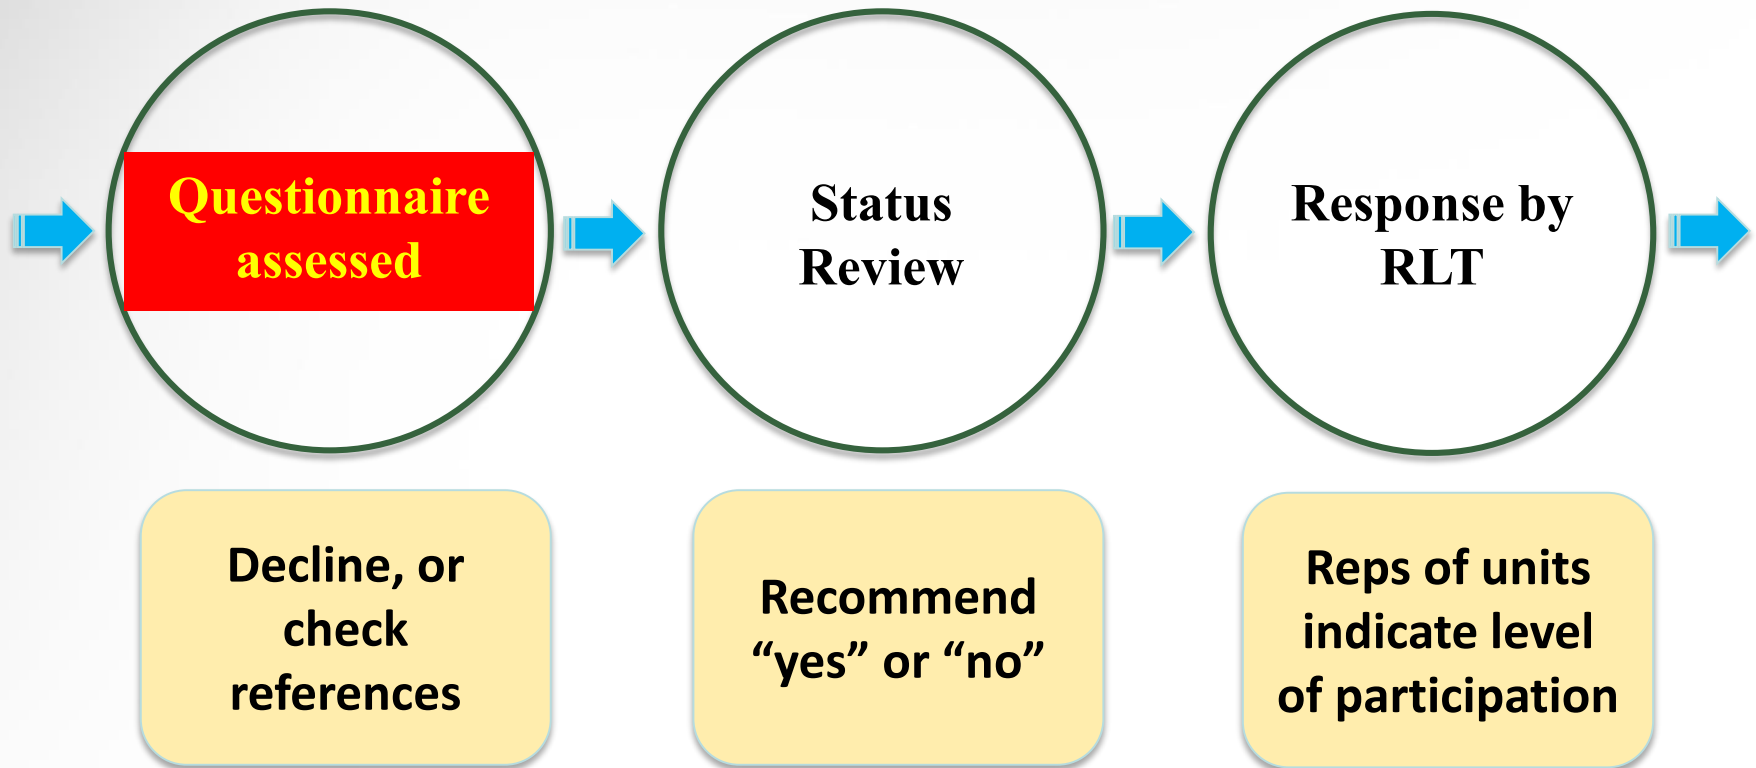 Questionnaire
assessed
Status
Review
Response by
RLT
Decline, or
check
references
Recommend
“yes” or “no”
Reps of units
indicate level
of participation